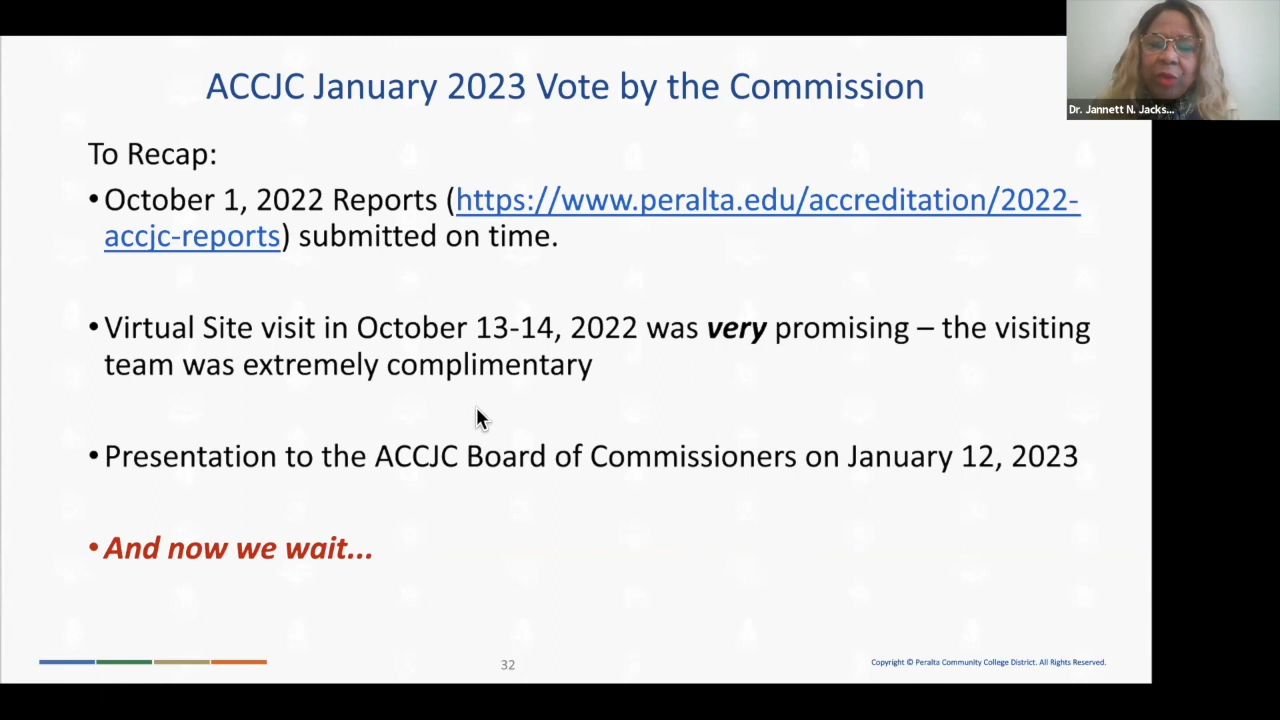 ACCJC January 2023 Vote by the Commission
Dr. Jannett N. Jacks...
To Recap:
•October 1, 2022 Reports (https://www.peralta.edu/accreditation/2022-
accjc-reports) submitted on time.
•Virtual Site visit in October 13-14, 2022 was very promising – the visiting
team was extremely complimentary
•Presentation to the ACCJC Board of Commissioners on January 12, 2023
•And now we wait...
32
Copyright © Peralta Community College District. All Rights Reserved.